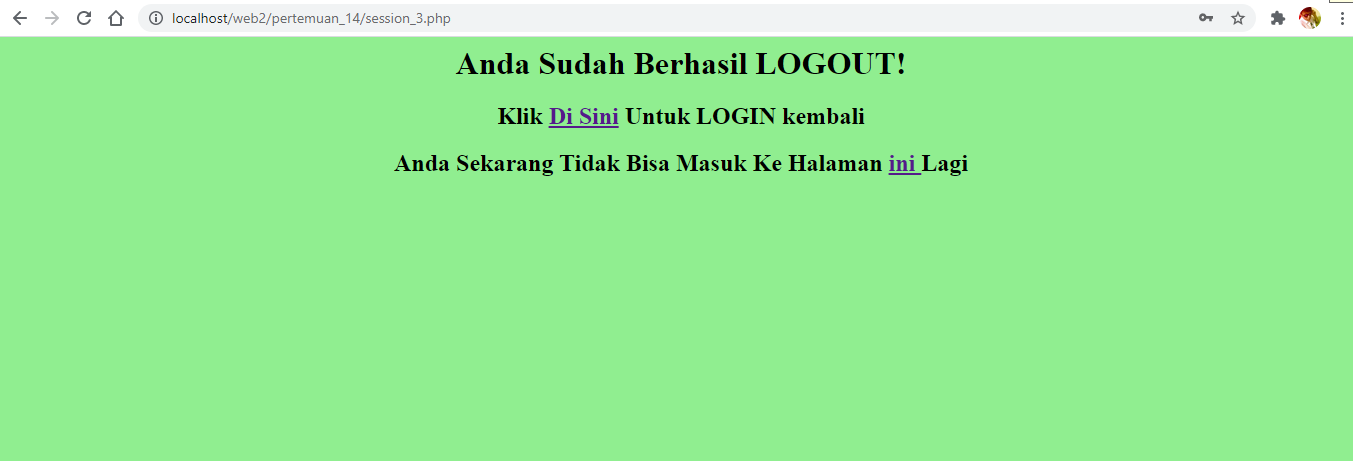 localhost/web2/pertemuan_14/session_3.php
Anda Sudah Berhasil LOGOUT!
Klik Di Sini Untuk LOGIN kembali
Anda Sekarang Tidak Bisa Masuk Ke Halaman ini Lagi